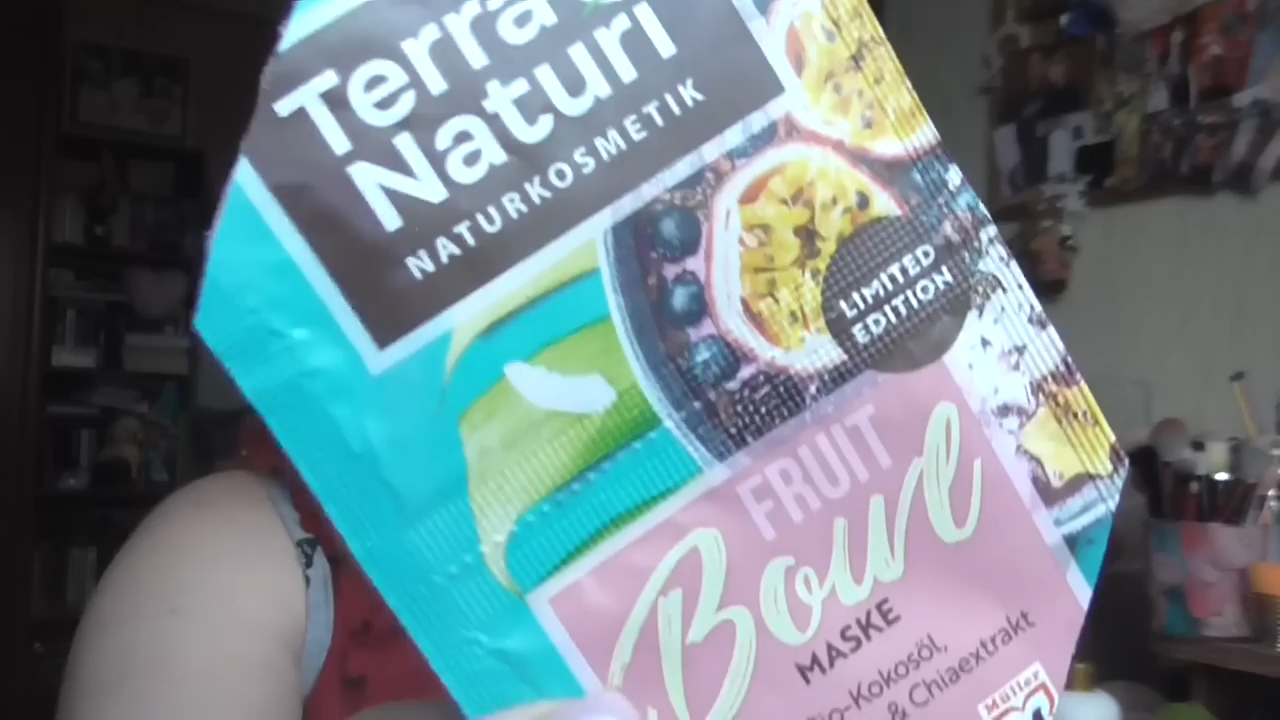 Terra
Naturi
NATURKOSMETIK
LIMITED
EDITION
FRUIT
Bowl
MASKE
-Kokosöl,
& Chiaextrakt
Müller